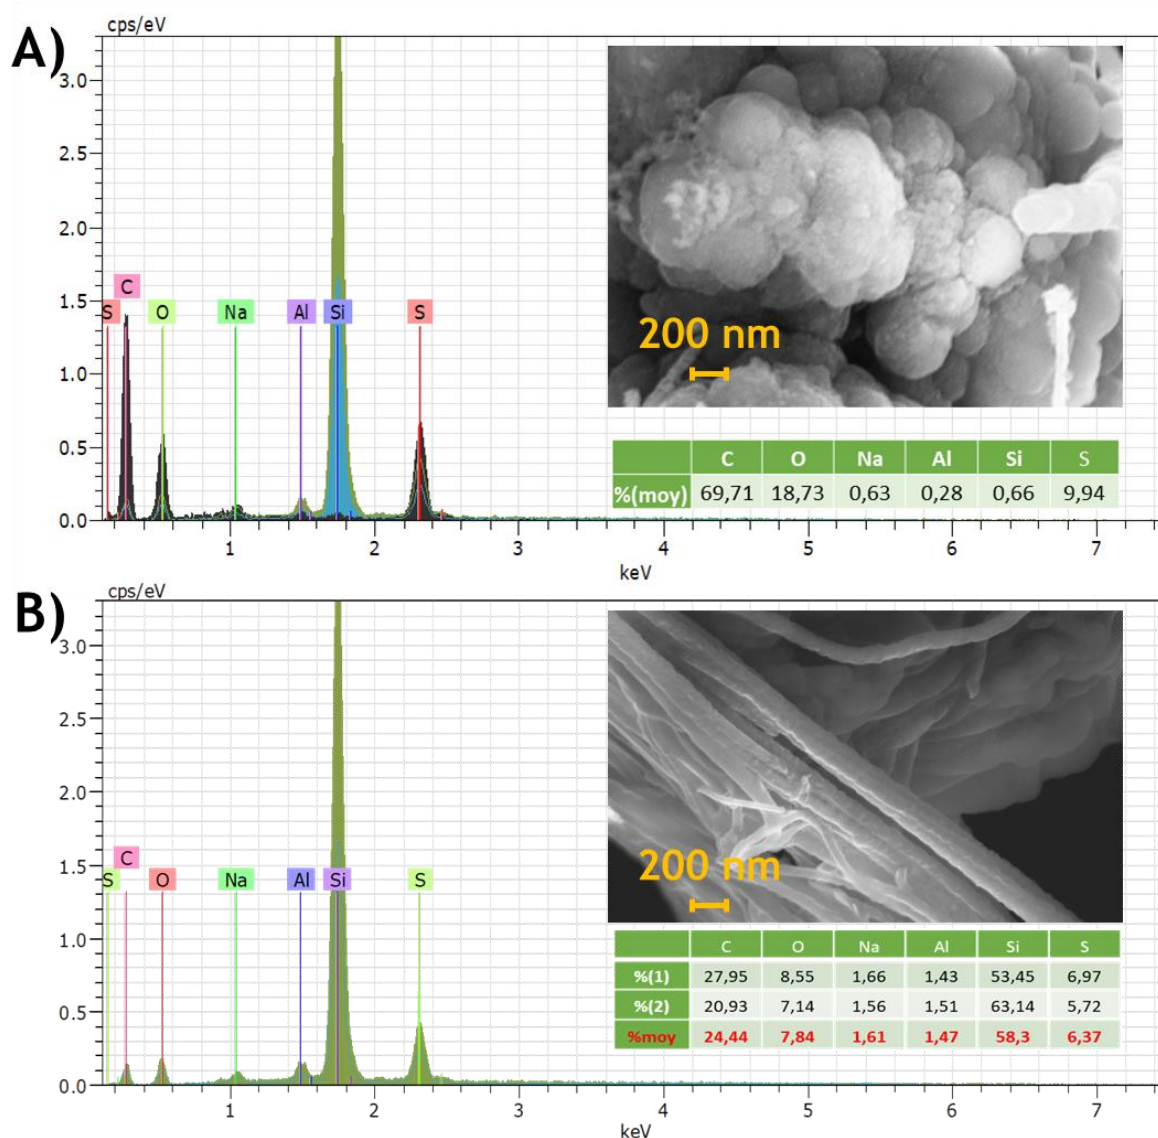 A)
cps/eV
3.0
2.5
2.0
1.5
1.0
0.5
0.0
S C O Na Al Si S
1 2 3 4 5 6 7
keV
200 nm
C O Na Al Si S
%(moy) 69,71 18,73 0,63 0,28 0,66 9,94
B)
cps/eV
3.0
2.5
2.0
1.5
1.0
0.5
0.0
S C O Na Al Si S
1 2 3 4 5 6 7
keV
200 nm
C O Na Al Si S
%(1) 27,95 8,55 1,66 1,43 53,45 6,97
%(2) 20,93 7,14 1,56 1,51 63,14 5,72
%moy 24,44 7,84 1,61 1,47 58,3 6,37